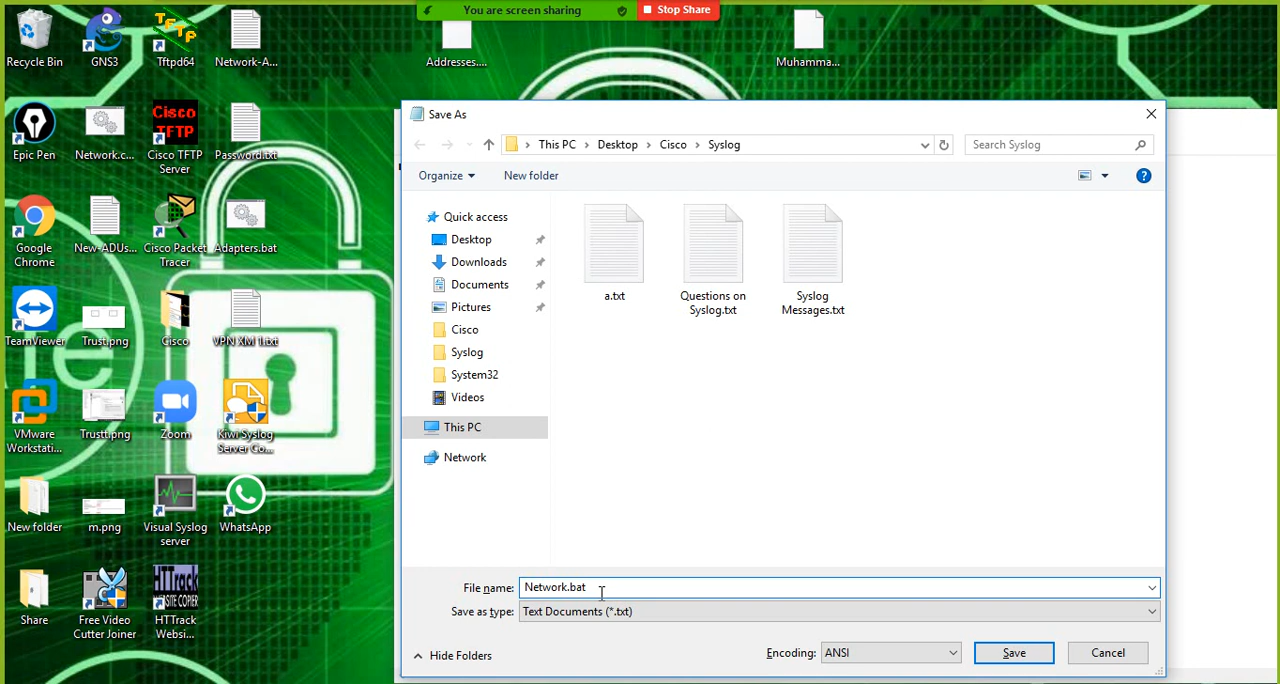 You are screen sharing
Stop Share
Recycle Bin
GNS3
Tftpd64
Network-A...
Addresses....
Muhamma...
TFTP
Epic Pen
Network.c...
Cisco TFTP
Server
Password.txt
Cisco
TFTP
Google
Chrome
New-ADUs...
Cisco Packet
Tracer
Adapters.bat
TeamViewer
Trust.png
Cisco
VPN XM 1.txt
VMware
Workstati...
Trustt.png
Zoom
Kiwi Syslog
Server Co...
New folder
m.png
Visual Syslog
server
WhatsApp
HTTrack
WEBSITE COPIER
Share
Free Video
Cutter Joiner
HTTrack
Websi...
Save As
This PC > Desktop > Cisco > Syslog
Search Syslog
Organize
New folder
Quick access
Desktop
Downloads
Documents
Pictures
Cisco
Syslog
System32
Videos
This PC
Network
a.txt
Questions on
Syslog.txt
Syslog
Messages.txt
File name: Network.bat
Save as type: Text Documents (*.txt)
Hide Folders
Encoding: ANSI
Save
Cancel